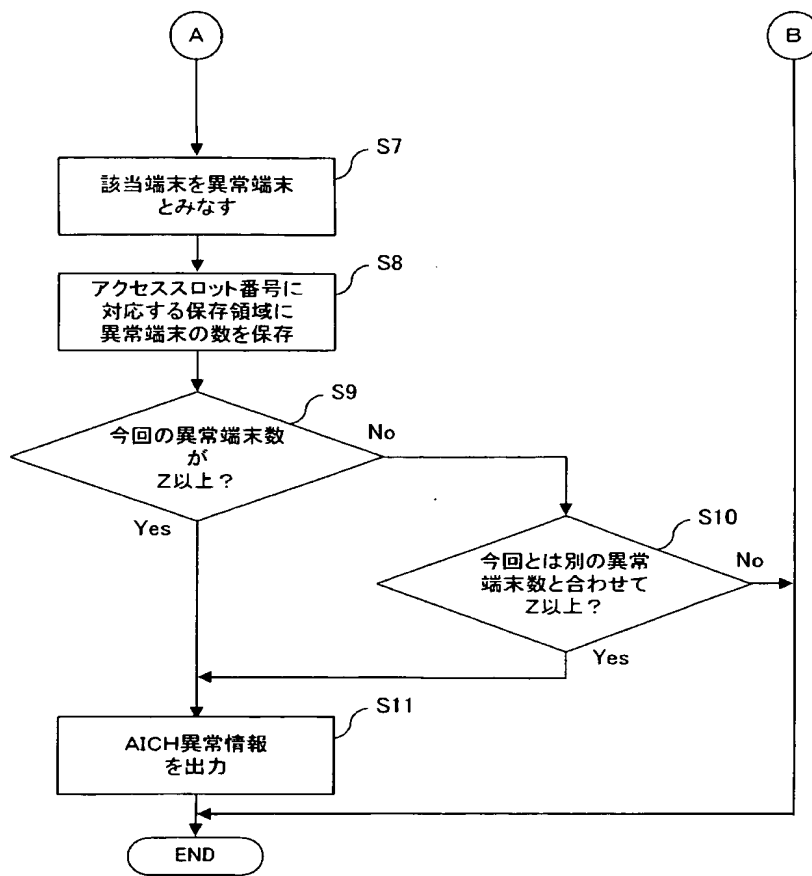 A
B
S7
該当端末を異常端末
とみなす
S8
アクセススロット番号に
対応する保存領域に
異常端末の数を保存
S9
今回の異常端末数
が
Z以上？
No
Yes
S10
今回とは別の異常
端末数と合わせて
Z以上？
No
Yes
S11
AICH異常情報
を出力
END